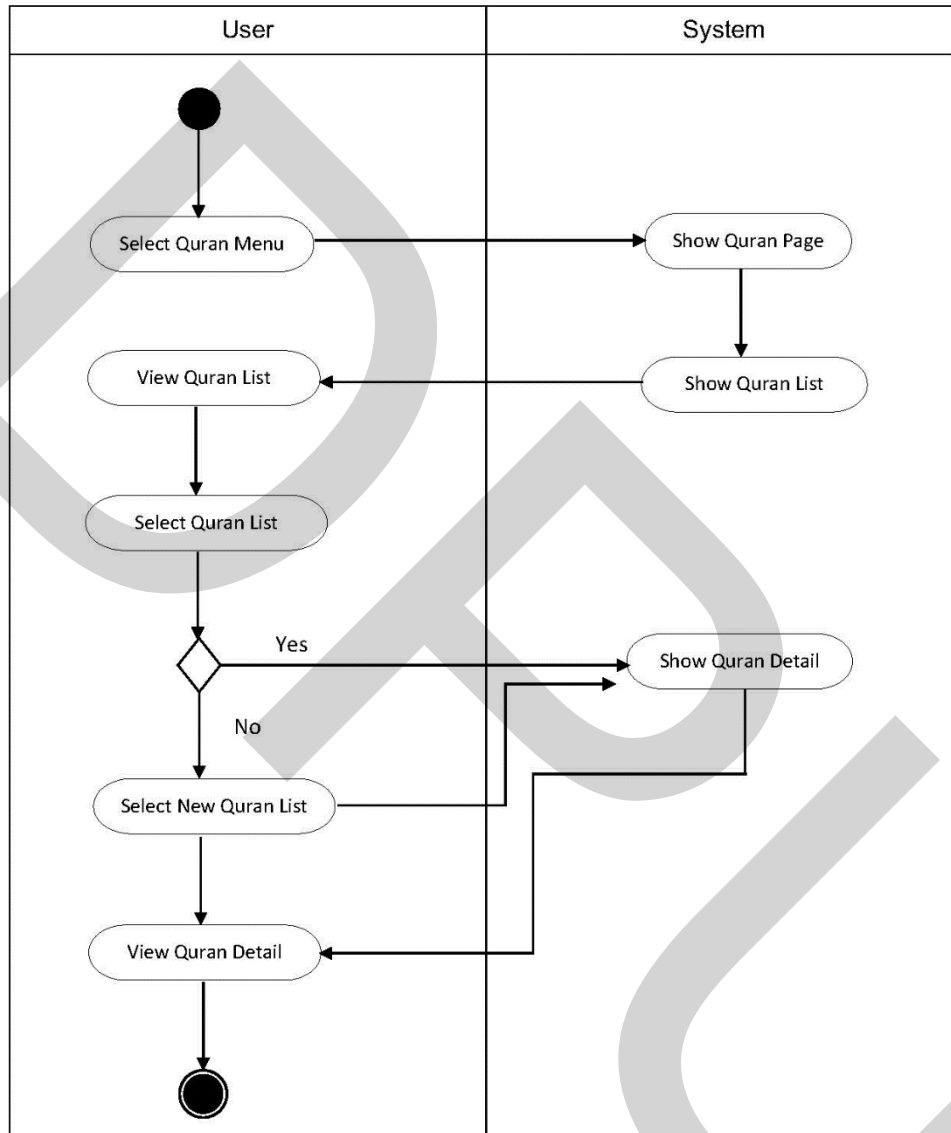 User
System
Select Quran Menu
Show Quran Page
View Quran List
Show Quran List
Select Quran List
Yes
Show Quran Detail
No
Select New Quran List
View Quran Detail